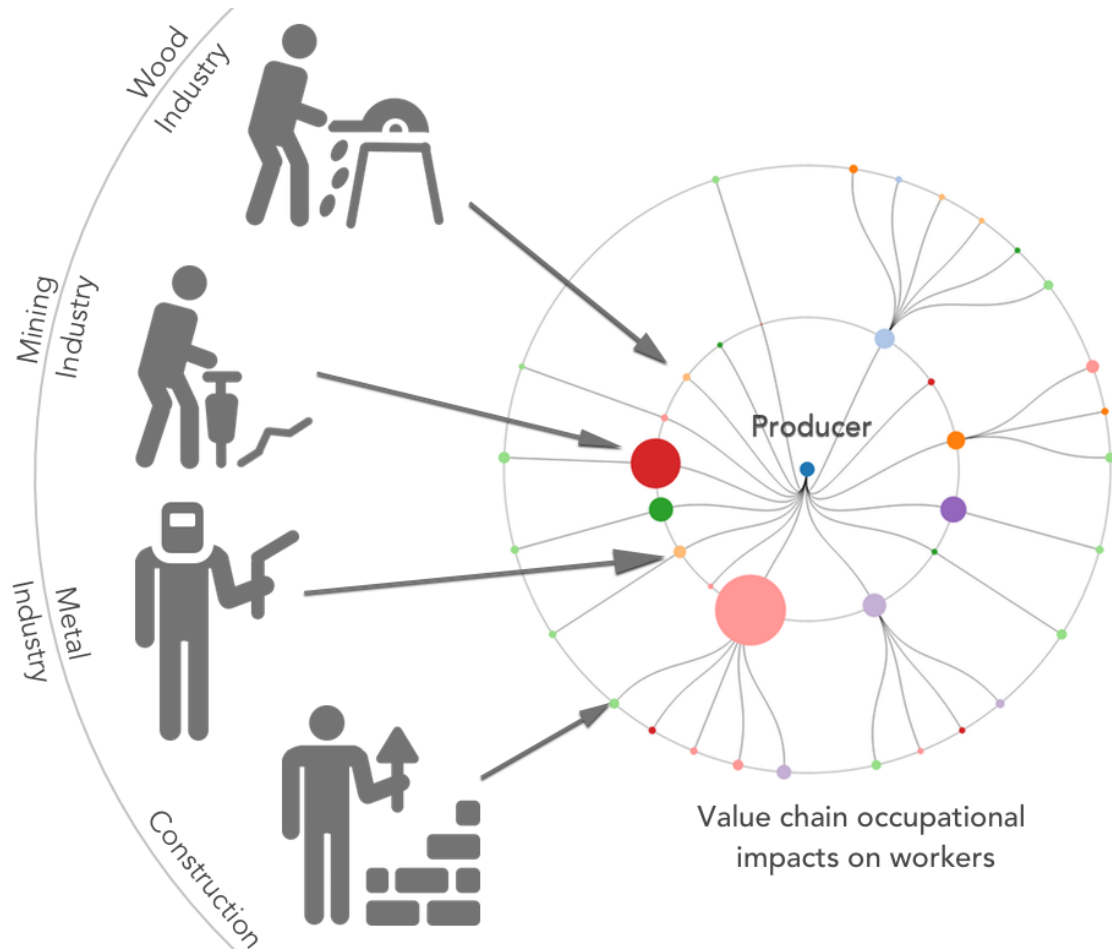 Wood
Industry
Mining
Industry
Metal
Industry
Construction
Producer
Value chain occupational
impacts on workers